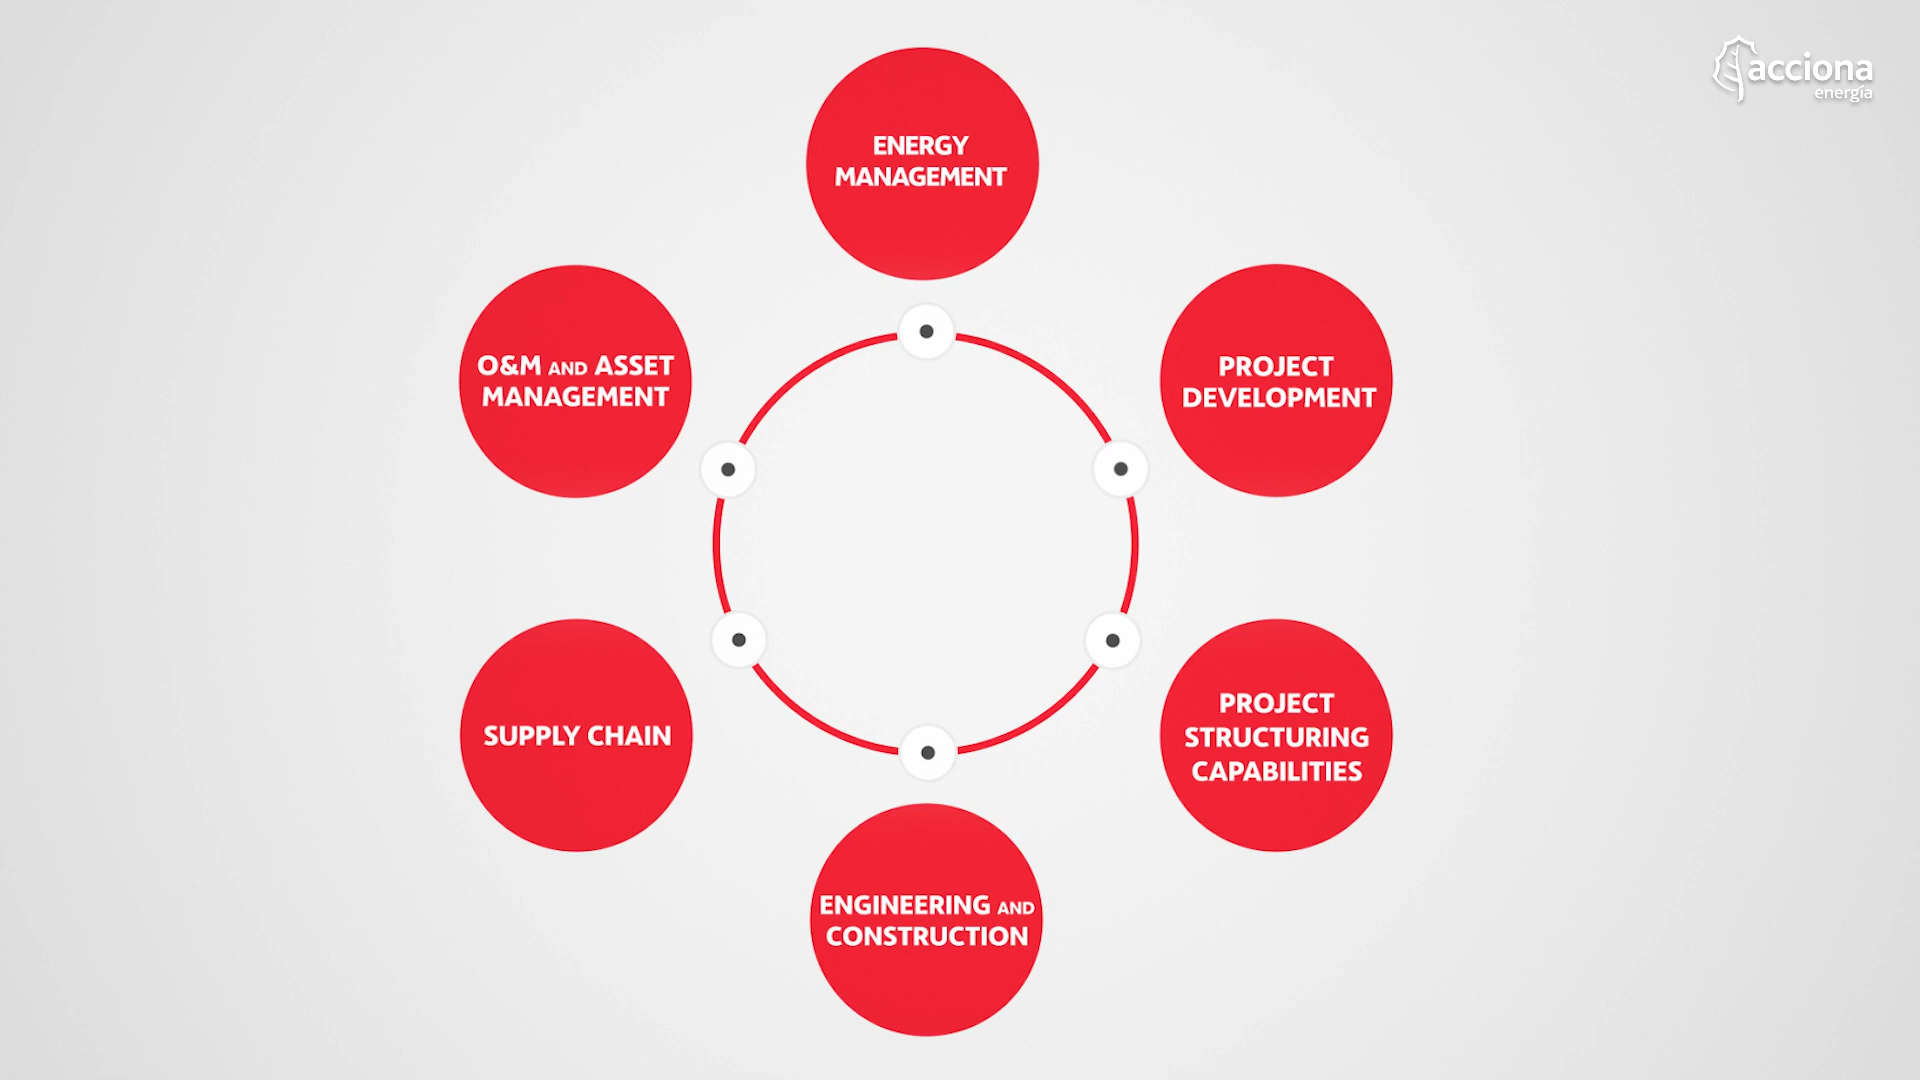 acciona
energía
ENERGY
MANAGEMENT
O&M AND ASSET
MANAGEMENT
PROJECT
DEVELOPMENT
SUPPLY CHAIN
PROJECT
STRUCTURING
CAPABILITIES
ENGINEERING AND
CONSTRUCTION